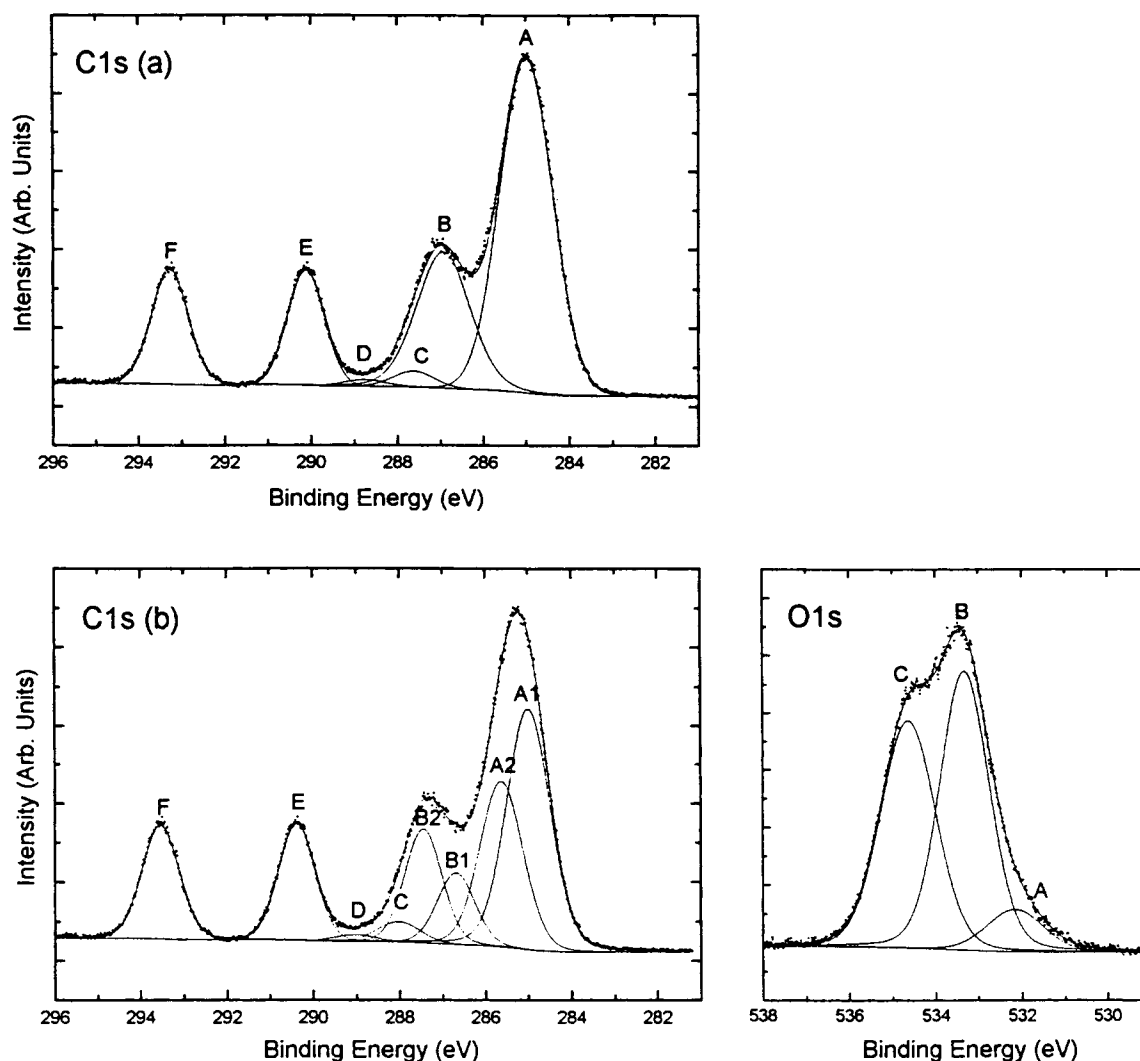 C1s (a)
A
B
F
E
D
C
Intensity (Arb. Units)
296 294 292 290 288 286 284 282
Binding Energy (eV)
C1s (b)
A1
A2
B2
B1
F
E
D
C
Intensity (Arb. Units)
296 294 292 290 288 286 284 282
Binding Energy (eV)
O1s
B
C
A
538 536 534 532 530
Binding Energy (eV)